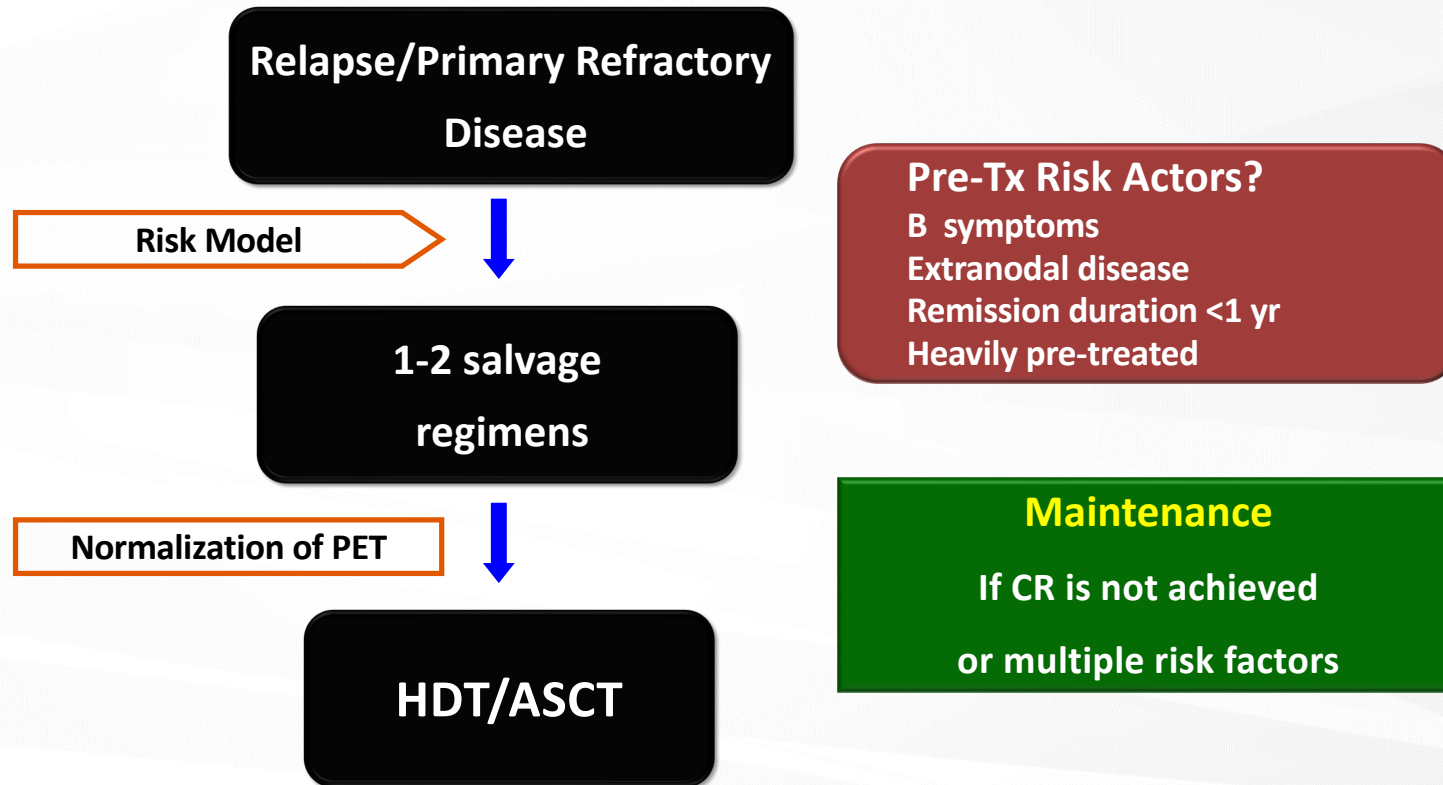 Relapse/Primary Refractory
Disease
Risk Model
1-2 salvage
regimens
Normalization of PET
HDT/ASCT
Pre-Tx Risk Actors?
B symptoms
Extranodal disease
Remission duration <1 yr
Heavily pre-treated
Maintenance
If CR is not achieved
or multiple risk factors